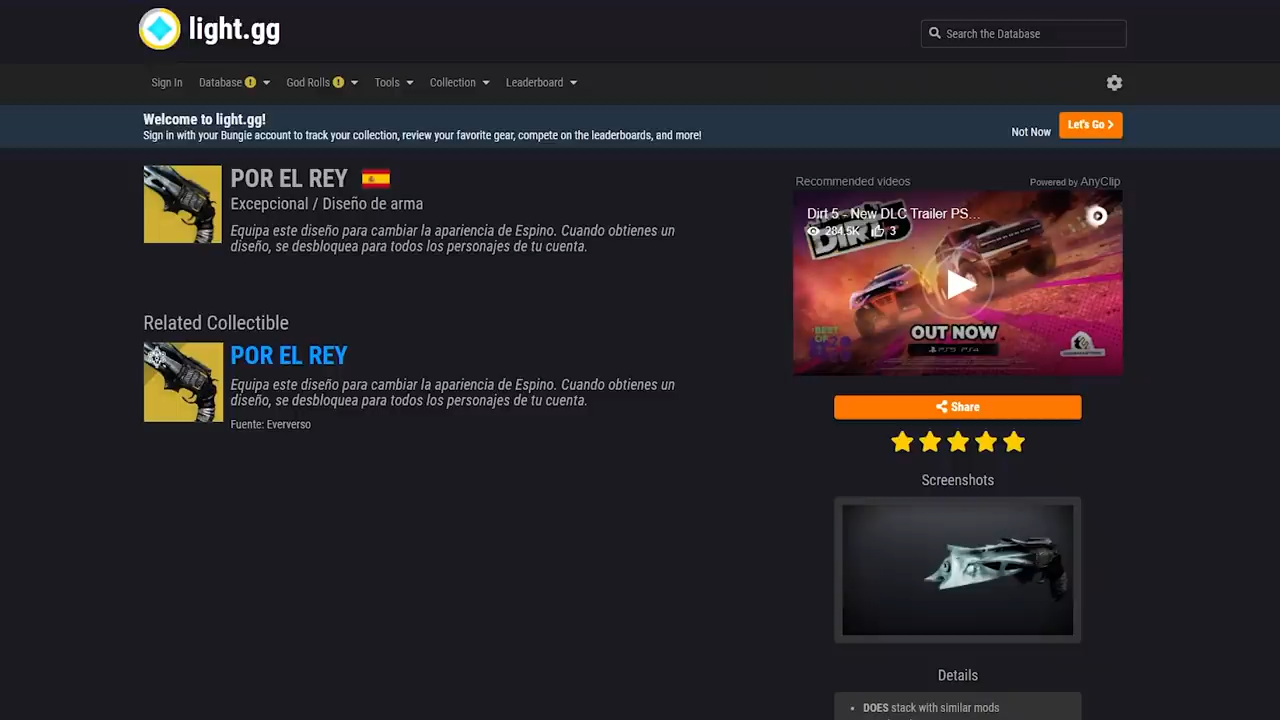 light.gg
Search the Database
Sign In Database God Rolls Tools Collection Leaderboard
Welcome to light.gg!
Sign in with your Bungie account to track your collection, review your favorite gear, compete on the leaderboards, and more!
Not Now
Let's Go
POR EL REY
Excepcional / Diseño de arma
Equipa este diseño para cambiar la apariencia de Espino. Cuando obtienes un
diseño, se desbloquea para todos los personajes de tu cuenta.
Related Collectible
POR EL REY
Equipa este diseño para cambiar la apariencia de Espino. Cuando obtienes un
diseño, se desbloquea para todos los personajes de tu cuenta.
Fuente: Eververso
Recommended videos
Powered by AnyClip
Dirt 5 - New DLC Trailer PS...
284,5K 3
DIRT
OUT NOW
PS5 PS4
Share
Screenshots
Details
DOES stack with similar mods